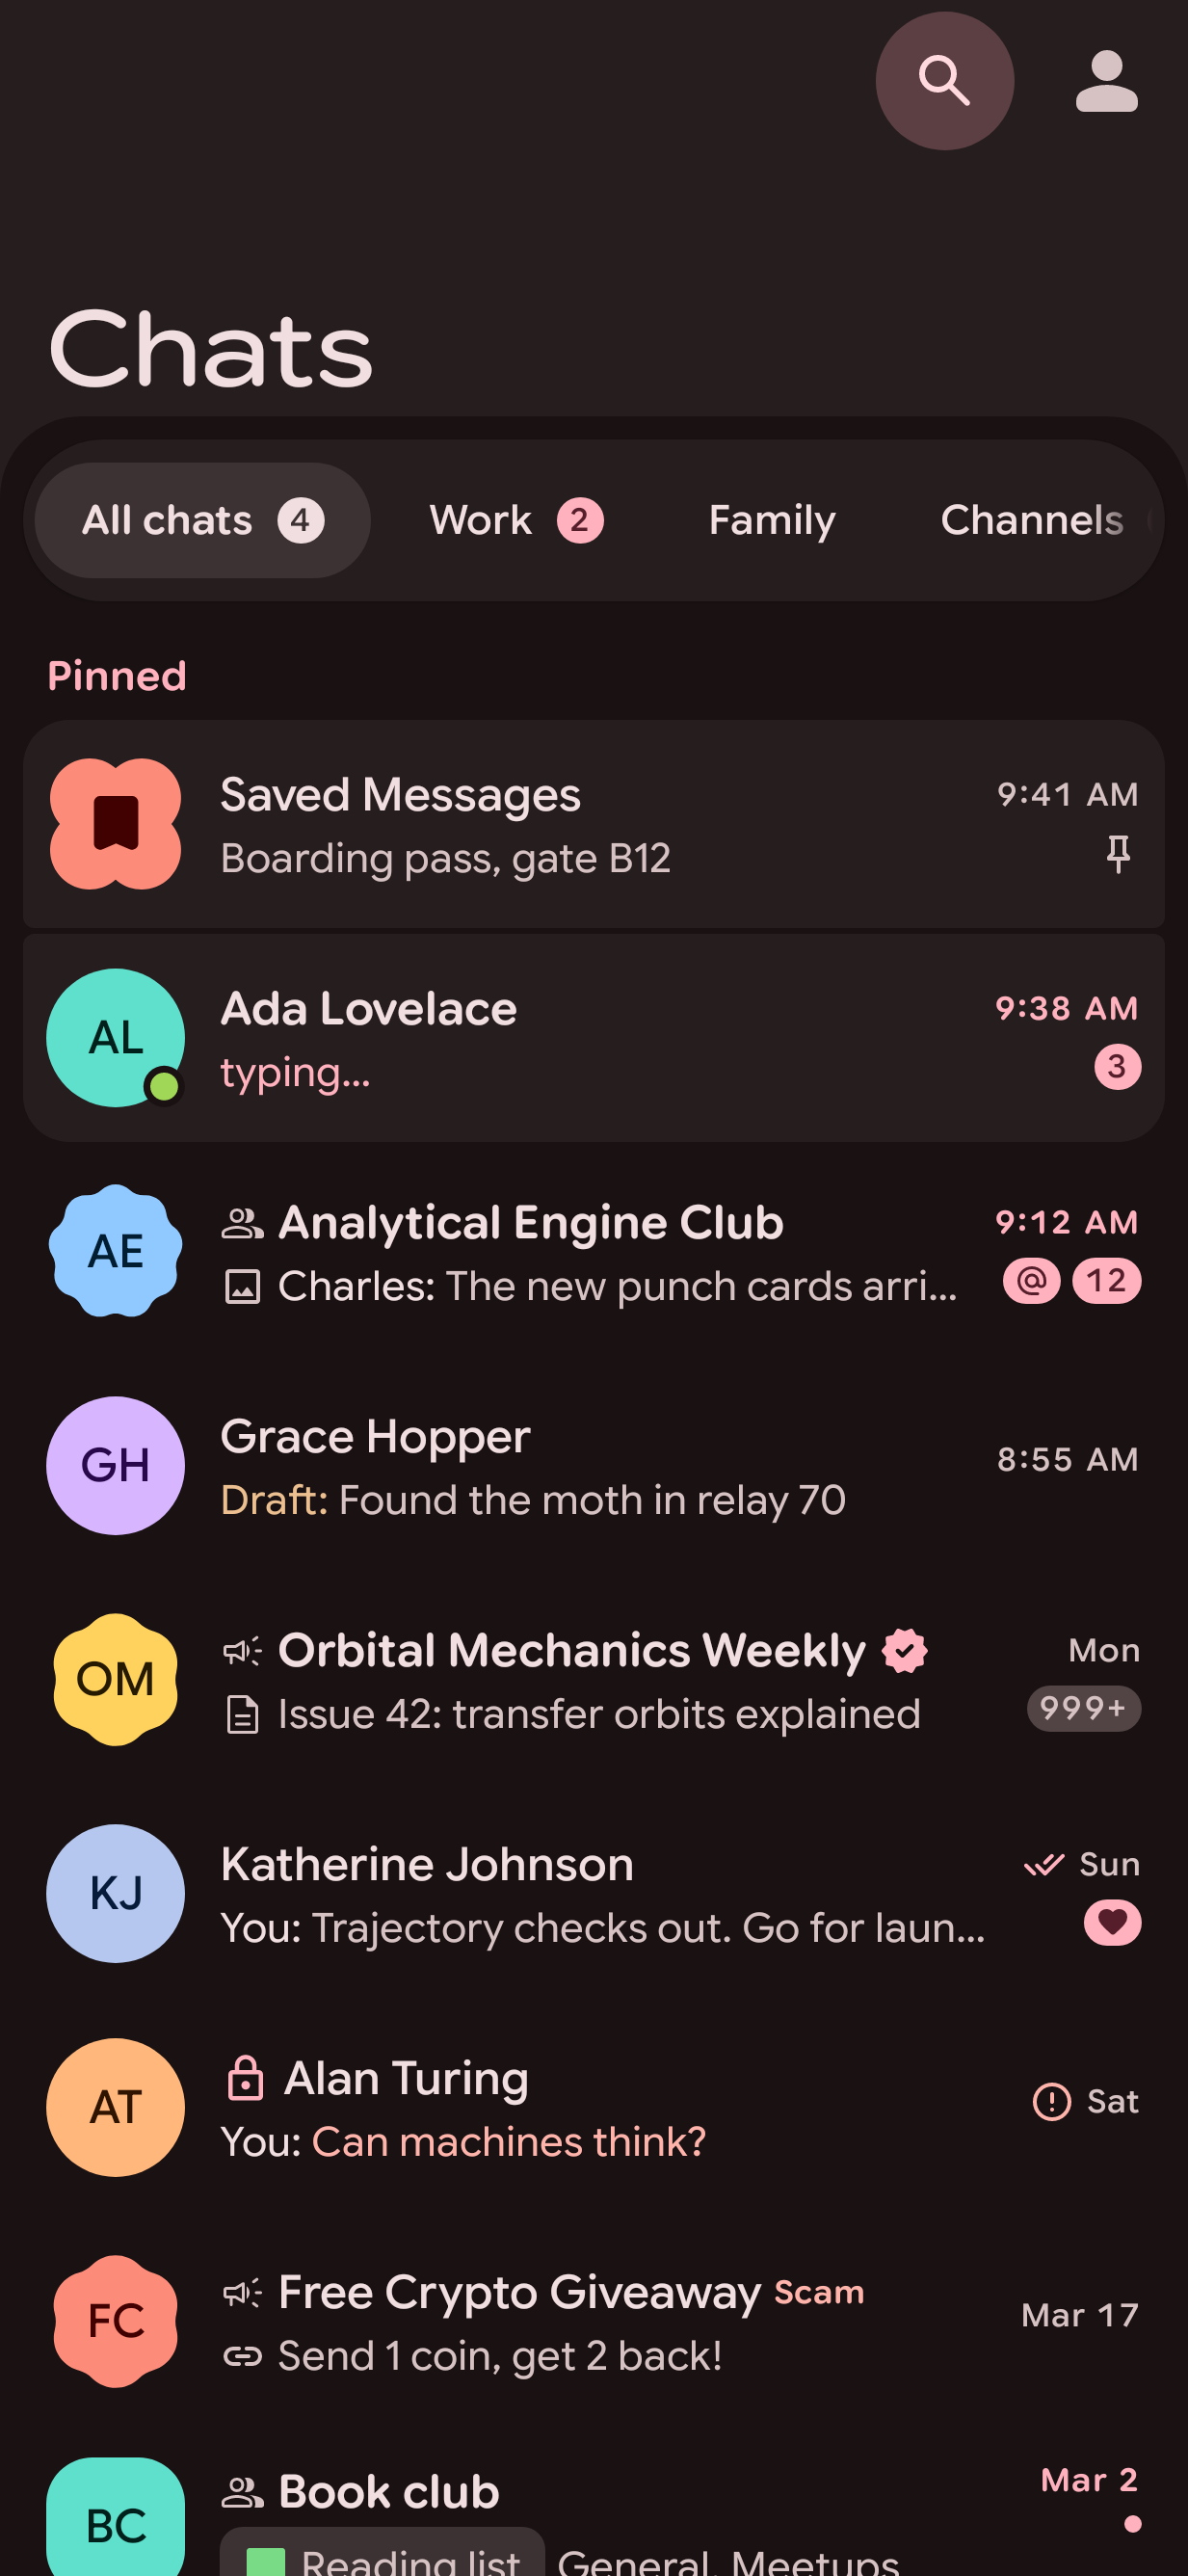 Chats
All chats 4 Work 2 Family Channels
Pinned
Saved Messages 9:41 AM
Boarding pass, gate B12
AL Ada Lovelace 9:38 AM
typing... 3
AE Analytical Engine Club 9:12 AM
Charles: The new punch cards arri... @ 12
GH Grace Hopper 8:55 AM
Draft: Found the moth in relay 70
OM Orbital Mechanics Weekly Mon
Issue 42: transfer orbits explained 999+
KJ Katherine Johnson Sun
You: Trajectory checks out. Go for laun...
AT Alan Turing Sat
You: Can machines think?
FC Free Crypto Giveaway Scam Mar 17
Send 1 coin, get 2 back!
BC Book club Mar 2
Reading list General, Meetups